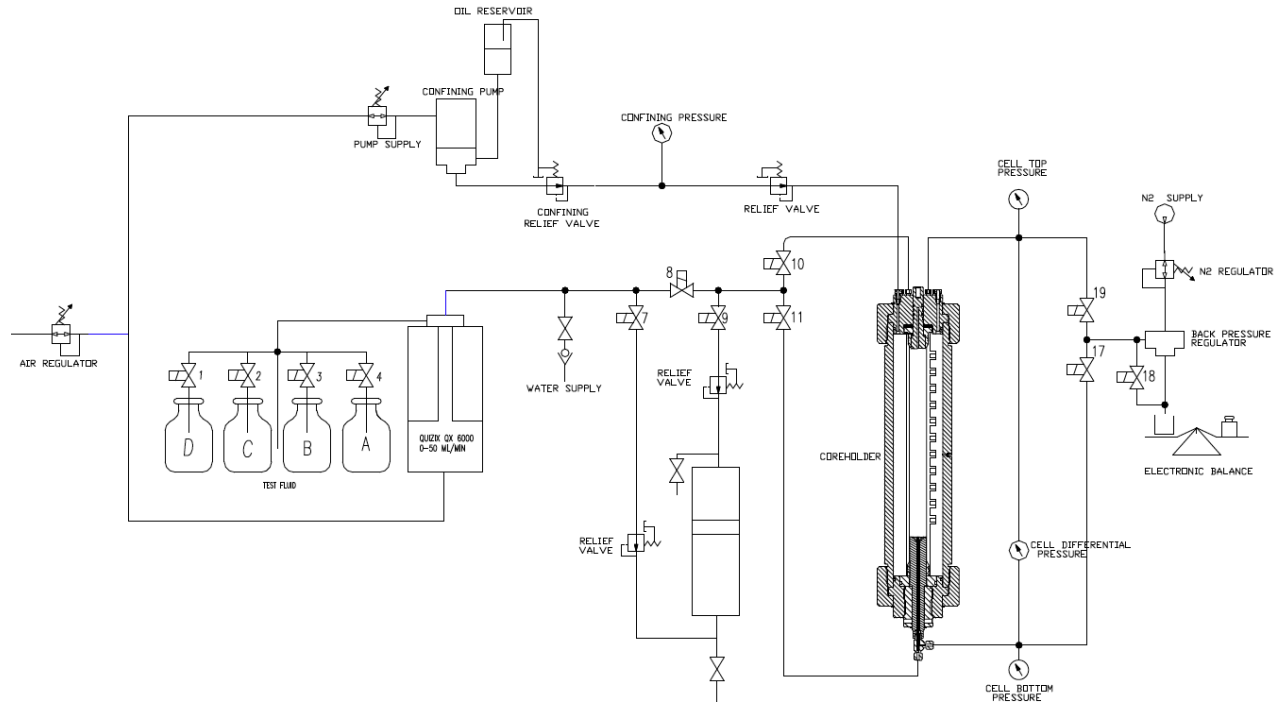 OIL RESERVOIR
CONFINING PUMP
PUMP SUPPLY
CONFINING PRESSURE
CONFINING
RELIEF VALVE
RELIEF VALVE
CELL TOP
PRESSURE
N2 SUPPLY
N2 REGULATOR
8
10
7
9
11
19
17
18
BACK PRESSURE
REGULATOR
AIR REGULATOR
1
2
3
4
D
C
B
A
TEST FLUID
QUIZIX QX 6000
0-50 ML/MIN
WATER SUPPLY
RELIEF
VALVE
RELIEF
VALVE
COREHOLDER
ELECTRONIC BALANCE
CELL DIFFERENTIAL
PRESSURE
CELL BOTTOM
PRESSURE